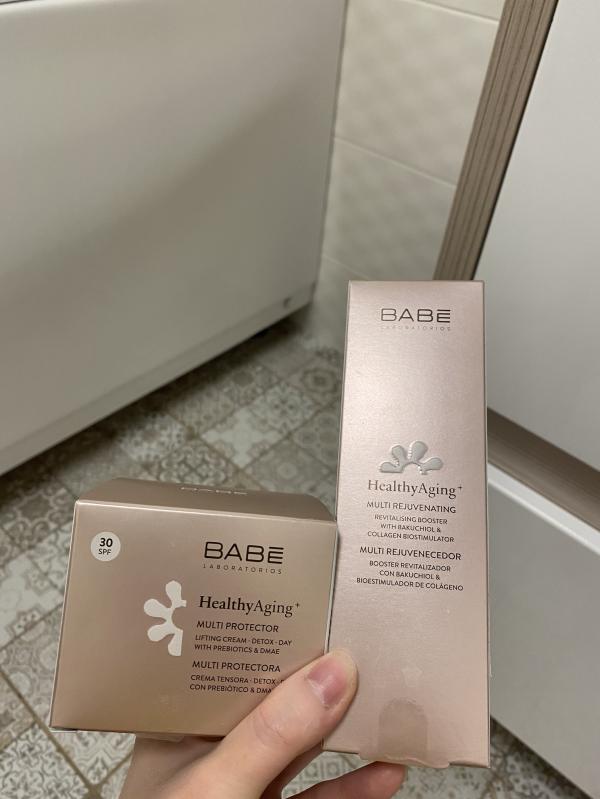 BABĒ
LABORATORIOS
HealthyAging+
MULTI REJUVENATING
REVITALISING BOOSTER
WITH BAKUCHIOL &
COLLAGEN BIOSTIMULATOR
MULTI REJUVENECEDOR
BOOSTER REVITALIZADOR
CON BAKUCHIOL &
BIOESTIMULADOR DE COLÁGENO
BABĒ
30
SPF
BABĒ
LABORATORIOS
HealthyAging+
MULTI PROTECTOR
LIFTING CREAM · DETOX · DAY
WITH PREBIOTICS & DMAE
MULTI PROTECTORA
CREMA TENSORA · DETOX ·
CON PREBIÓTICO &